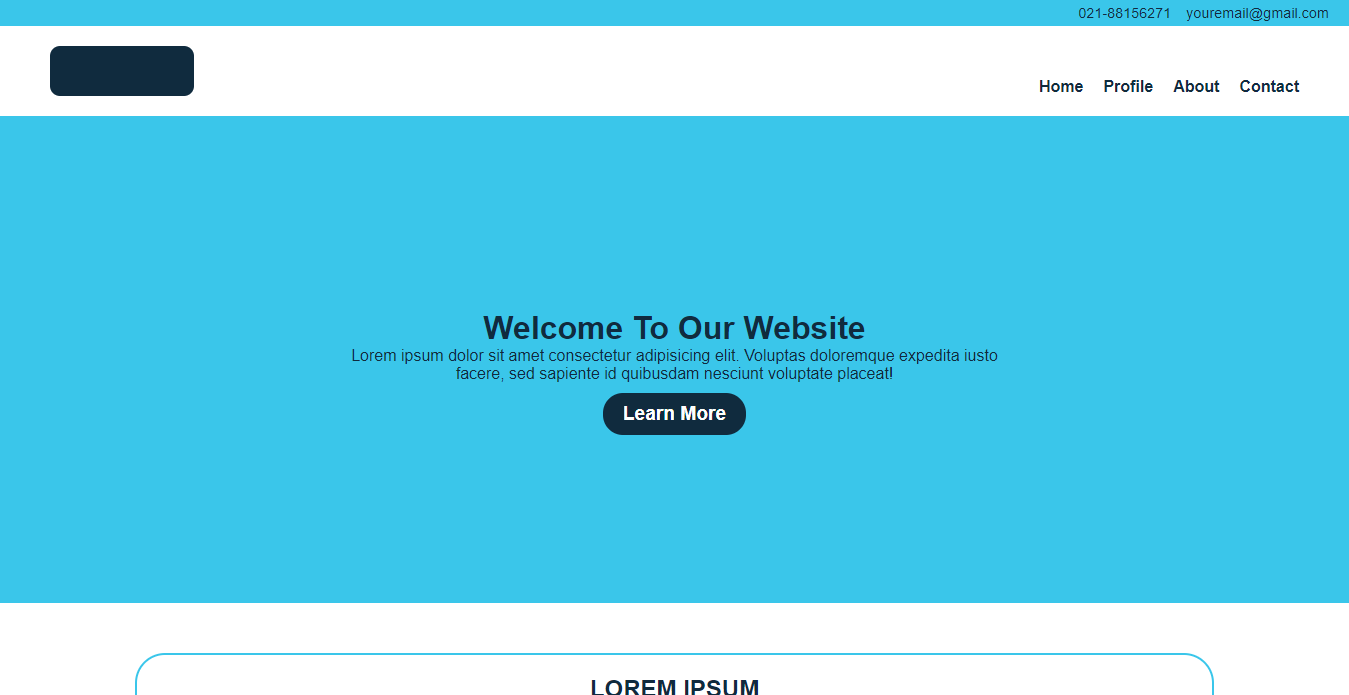 021-88156271 youremail@gmail.com
Home Profile About Contact
Welcome To Our Website
Lorem ipsum dolor sit amet consectetur adipisicing elit. Voluptas doloremque expedita iusto
facere, sed sapiente id quibusdam nesciunt voluptate placeat!
Learn More
LOREM IPSUM